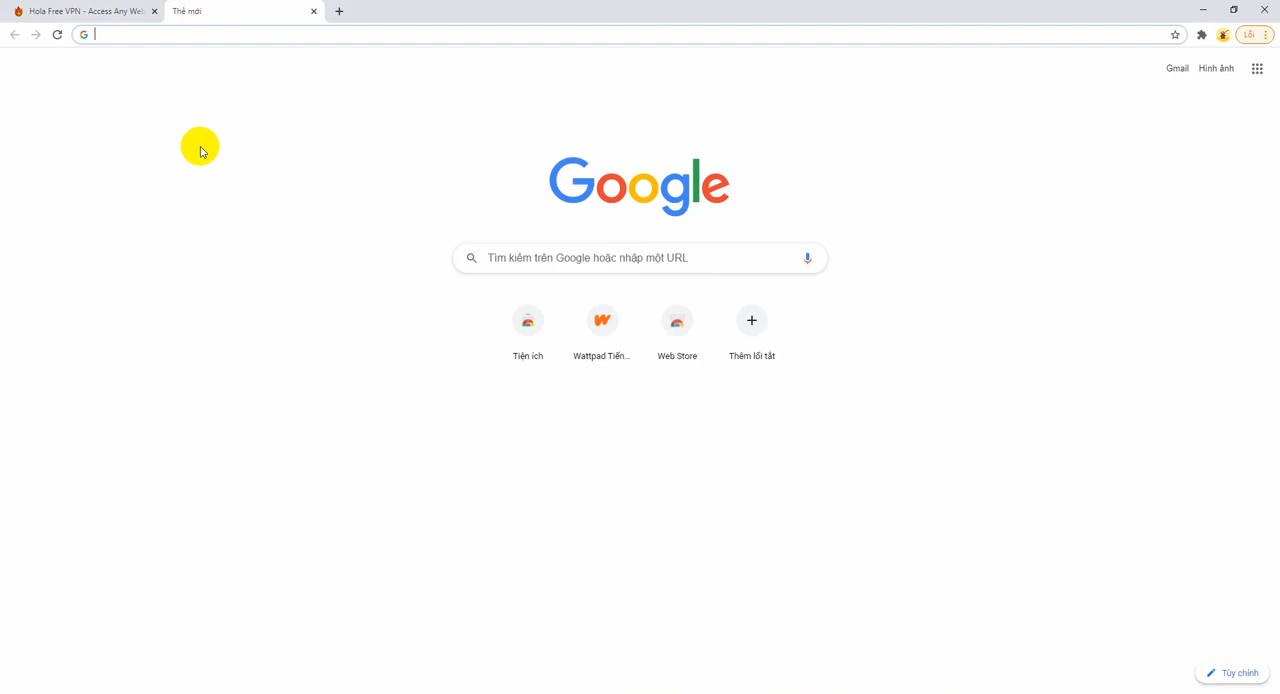 Hola Free VPN - Access Any Web
Thẻ mới
Lỗi
Gmail Hình ảnh
Google
Tìm kiếm trên Google hoặc nhập một URL
Tiện ích Wattpad Tiến... Web Store Thêm lối tắt
Tùy chỉnh